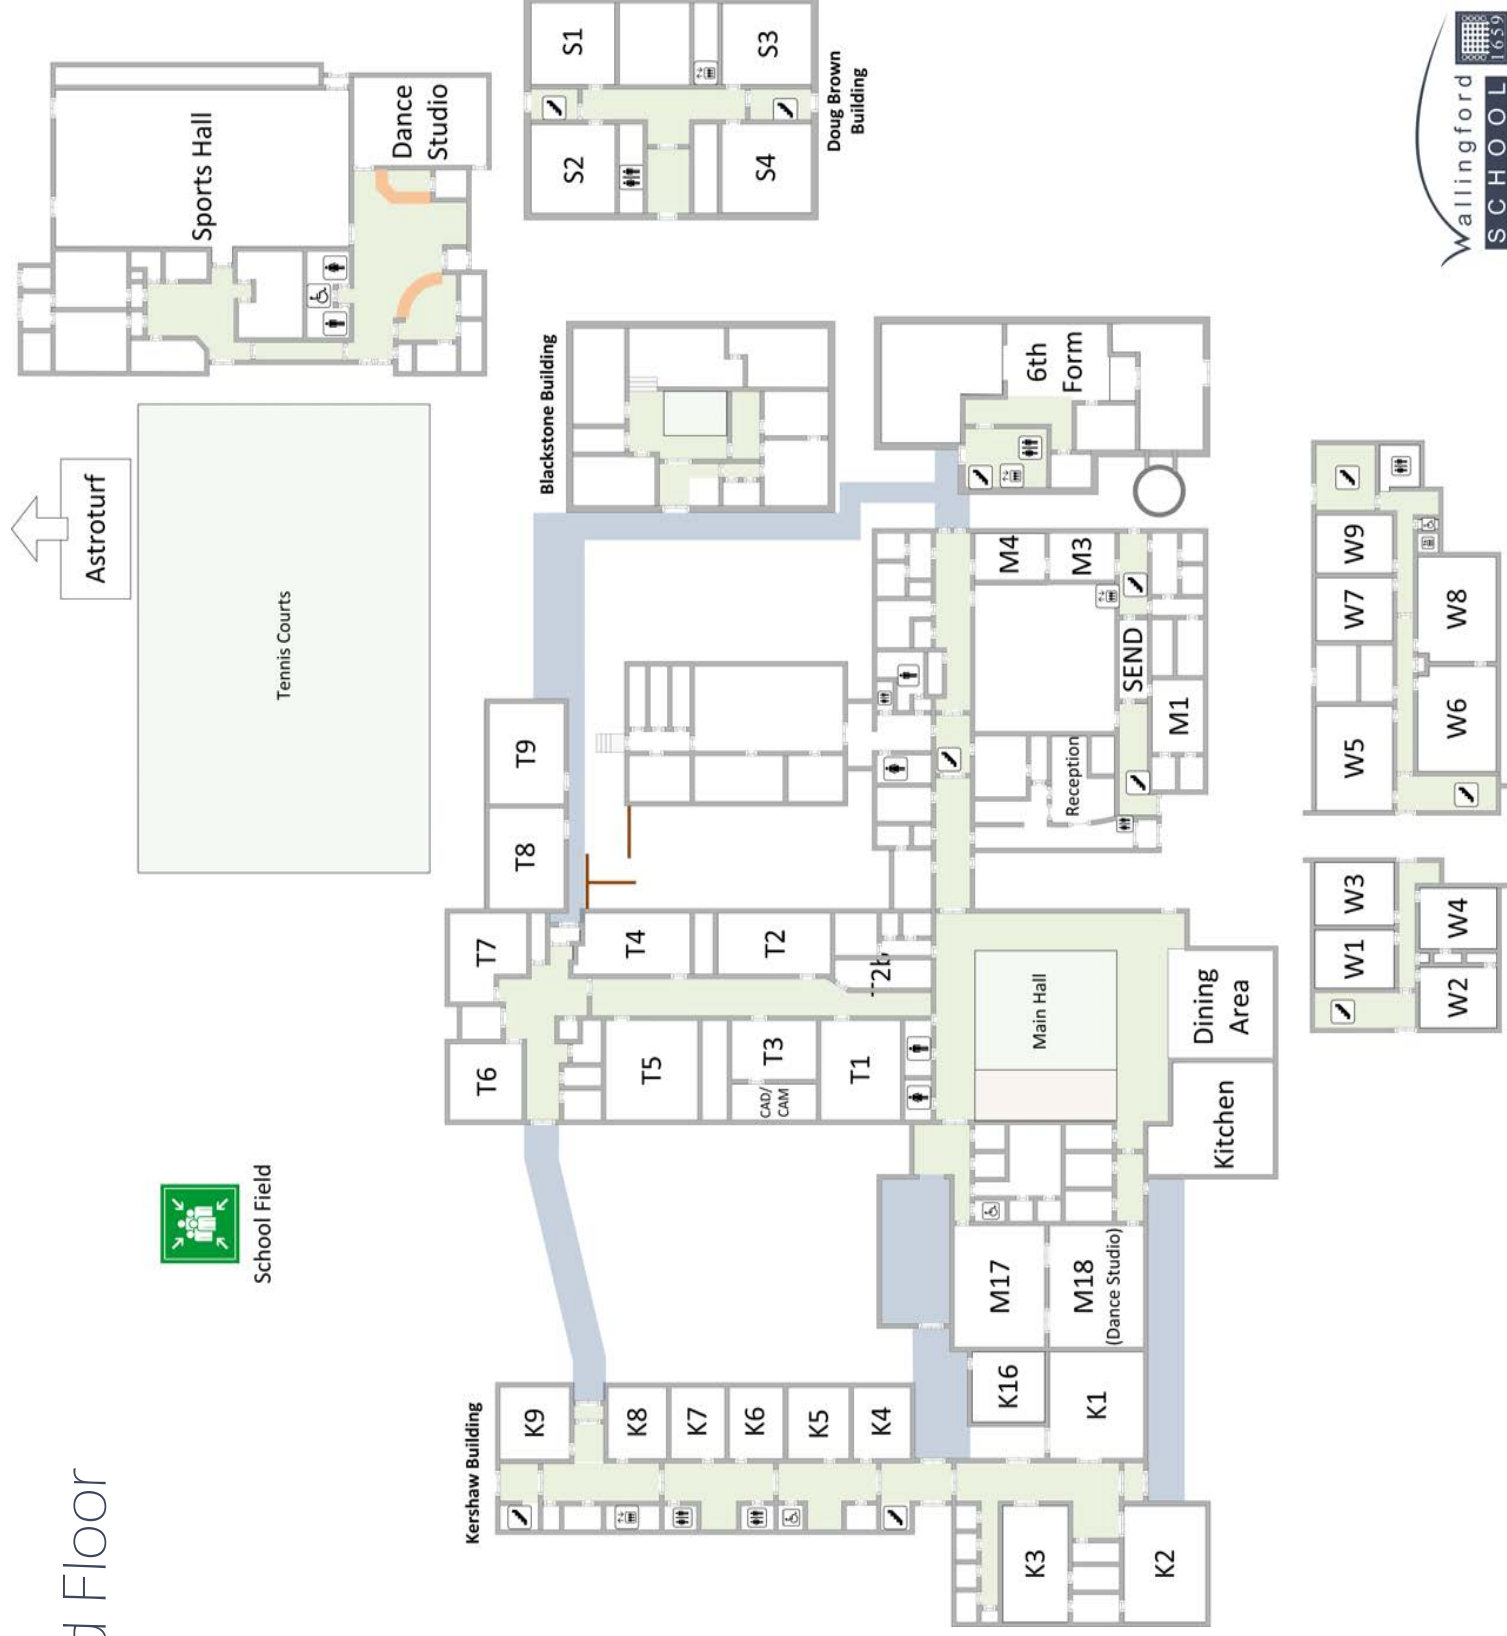 d Floor
Astroturf
School Field
Tennis Courts
Sports Hall
Dance
Studio
Kershaw Building
K9
K8
K7
K6
K5
K4
K16
K1
K3
K2
M17
M18
(Dance Studio)
T6
T7
T8
T9
T5
T4
T3
CAD/
CAM
T2
T1
T2b
Main Hall
Dining
Area
Kitchen
Blackstone Building
S1
S2
S3
S4
Doug Brown
Building
6th
Form
M4
M3
SEND
M1
Reception
W1
W3
W2
W4
W5
W7
W9
W6
W8
Wallingford
SCHOOL
1659